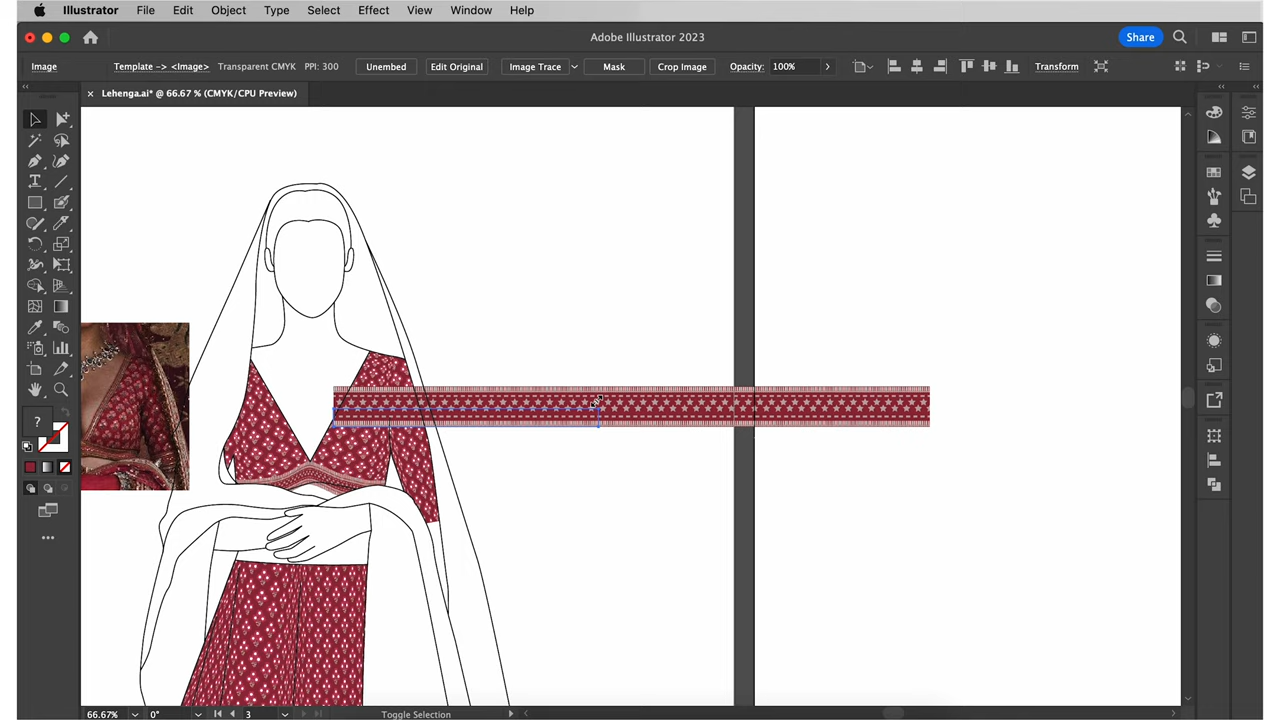 Illustrator File Edit Object Type Select Effect View Window Help
Adobe Illustrator 2023
Share
Image Template -> <Image> Transparent CMYK PPI: 300 Unembed Edit Original Image Trace Mask Crop Image Opacity: 100% Transform
× Lehenga.ai* @ 66.67 % (CMYK/CPU Preview)
?
66.67% 0° 3 Toggle Selection